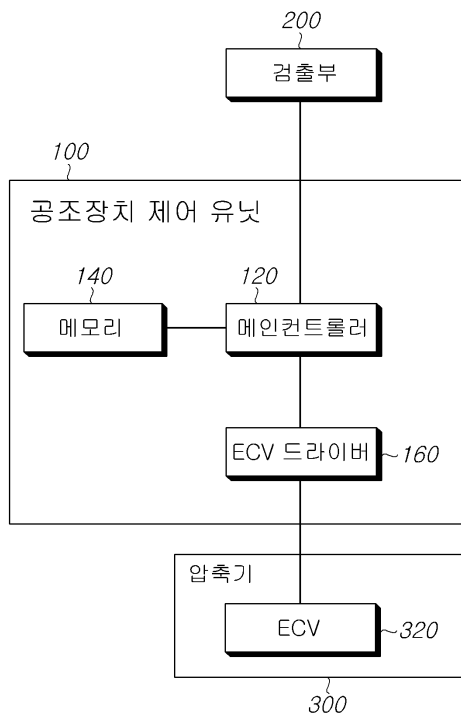 200
검출부
100
공조장치 제어 유닛
140
120
메모리
메인컨트롤러
ECV 드라이버
160
압축기
ECV
320
300